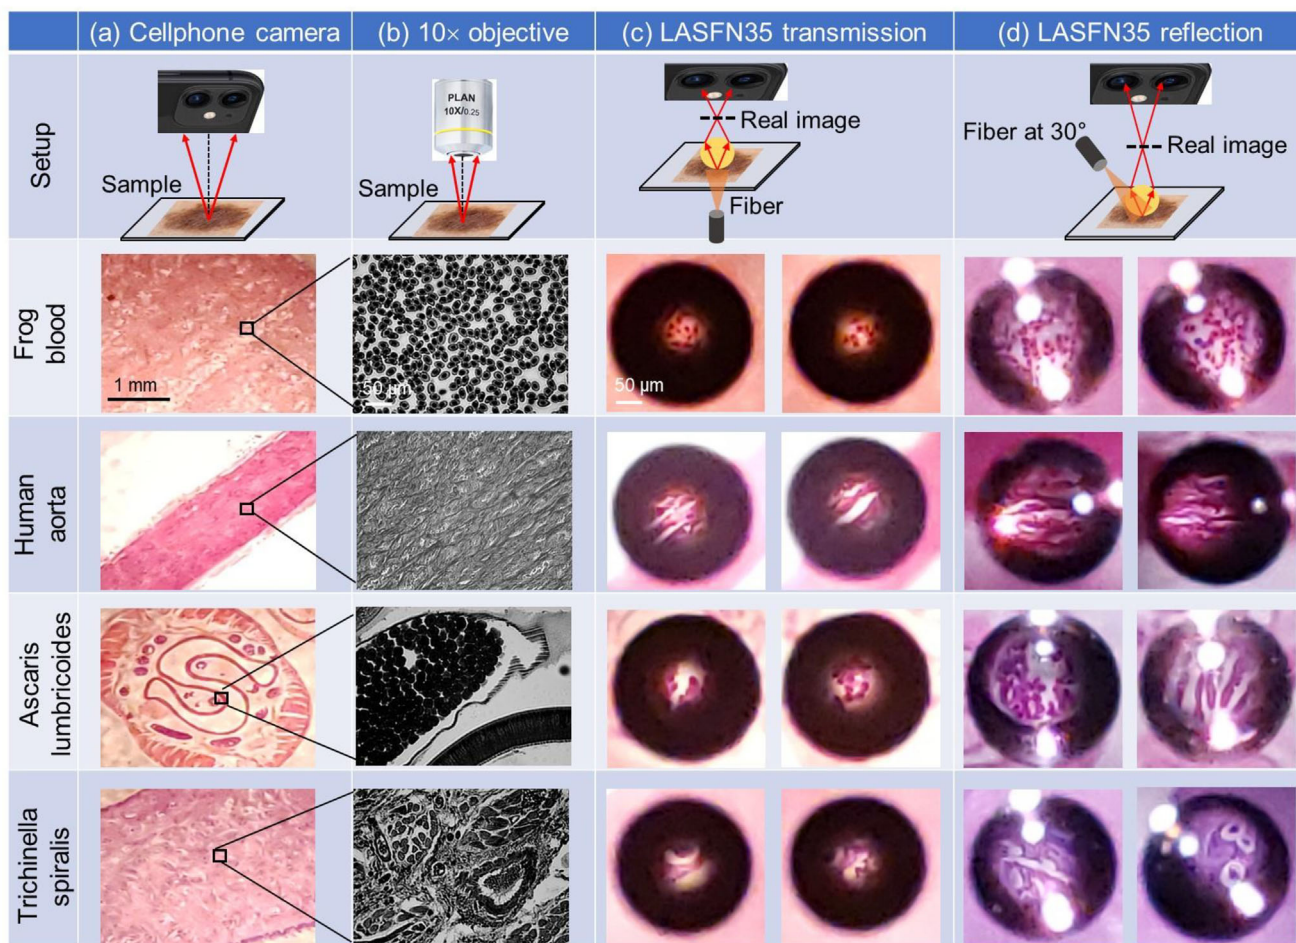 (a) Cellphone camera
(b) 10× objective
(c) LASFN35 transmission
(d) LASFN35 reflection
Setup
Sample
PLAN
10X/0.25
Sample
Real image
Fiber
Fiber at 30°
Real image
Frog
blood
1 mm
50 μm
50 μm
Human
aorta
Ascaris
lumbricoides
Trichinella
spiralis